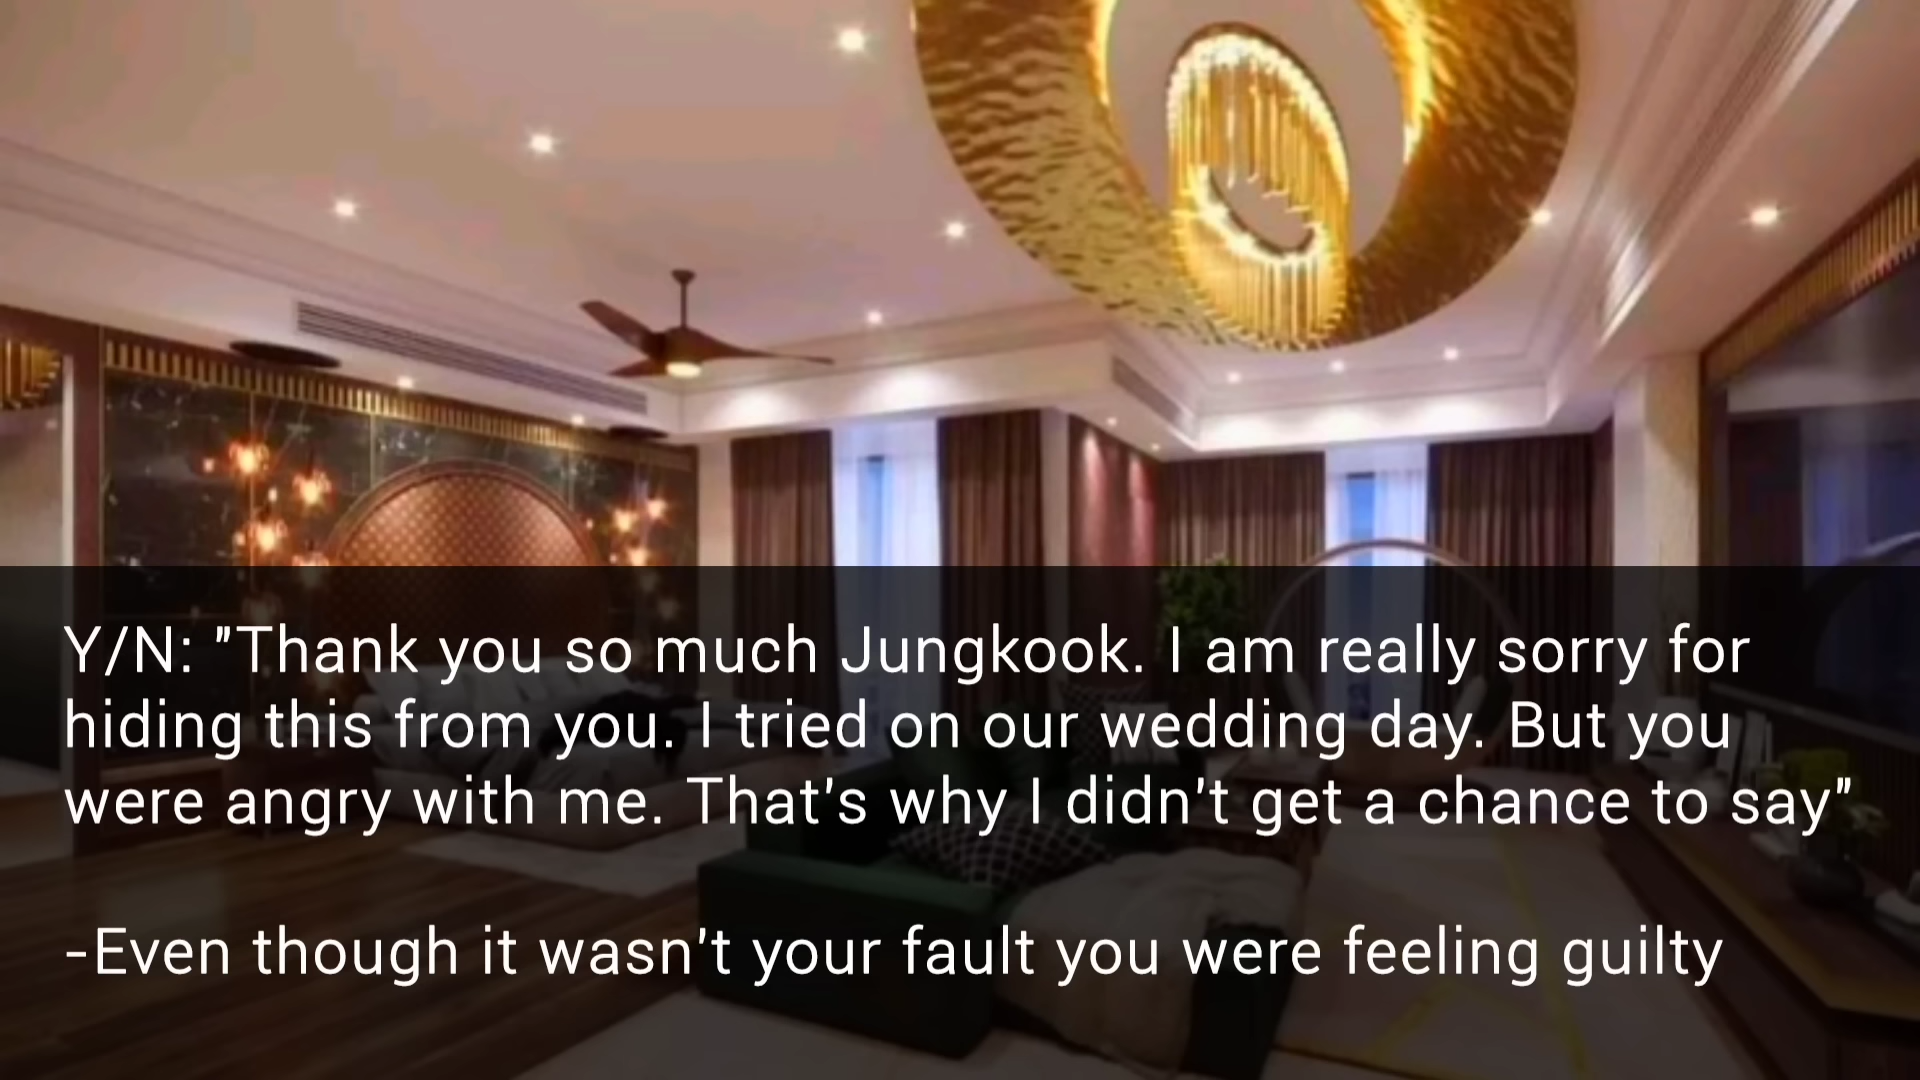 Y/N: "Thank you so much Jungkook. I am really sorry for
hiding this from you. I tried on our wedding day. But you
were angry with me. That's why I didn't get a chance to say"
-Even though it wasn't your fault you were feeling guilty